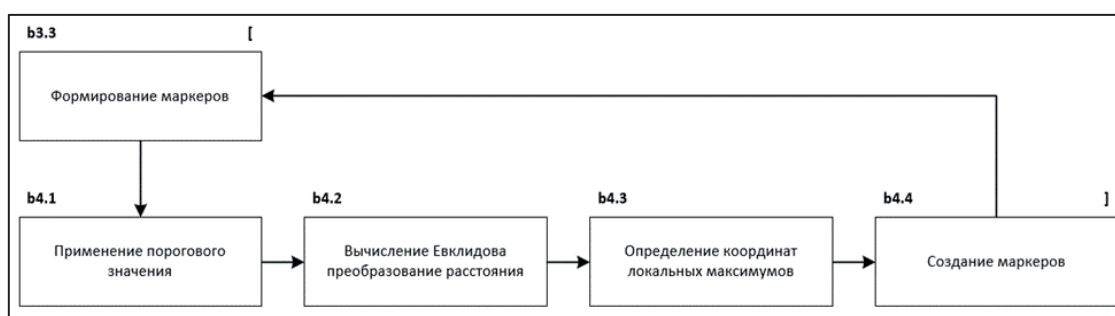 b3.3 [
Формирование маркеров
b4.1
Применение порогового
значения
b4.2
Вычисление Евклидова
преобразование расстояния
b4.3
Определение координат
локальных максимумов
b4.4 ]
Создание маркеров